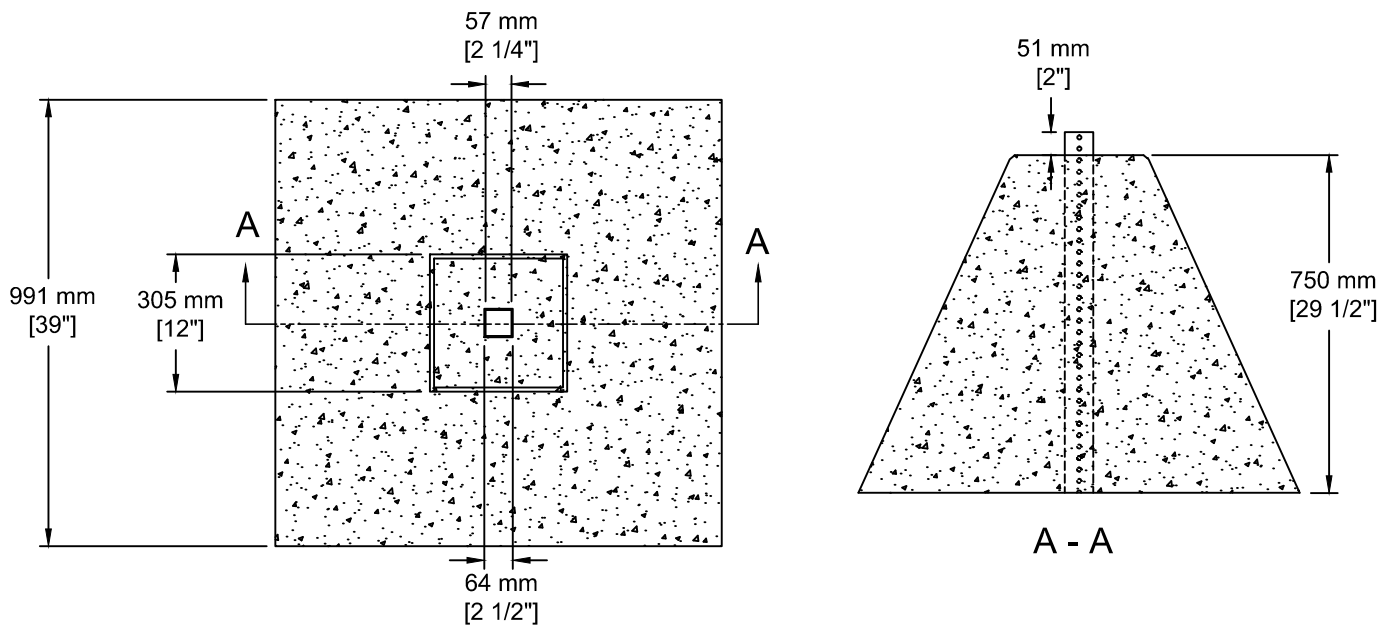 57 mm
[2 1/4"]
51 mm
[2"]
A
A
991 mm
[39"]
305 mm
[12"]
750 mm
[29 1/2"]
A - A
64 mm
[2 1/2"]